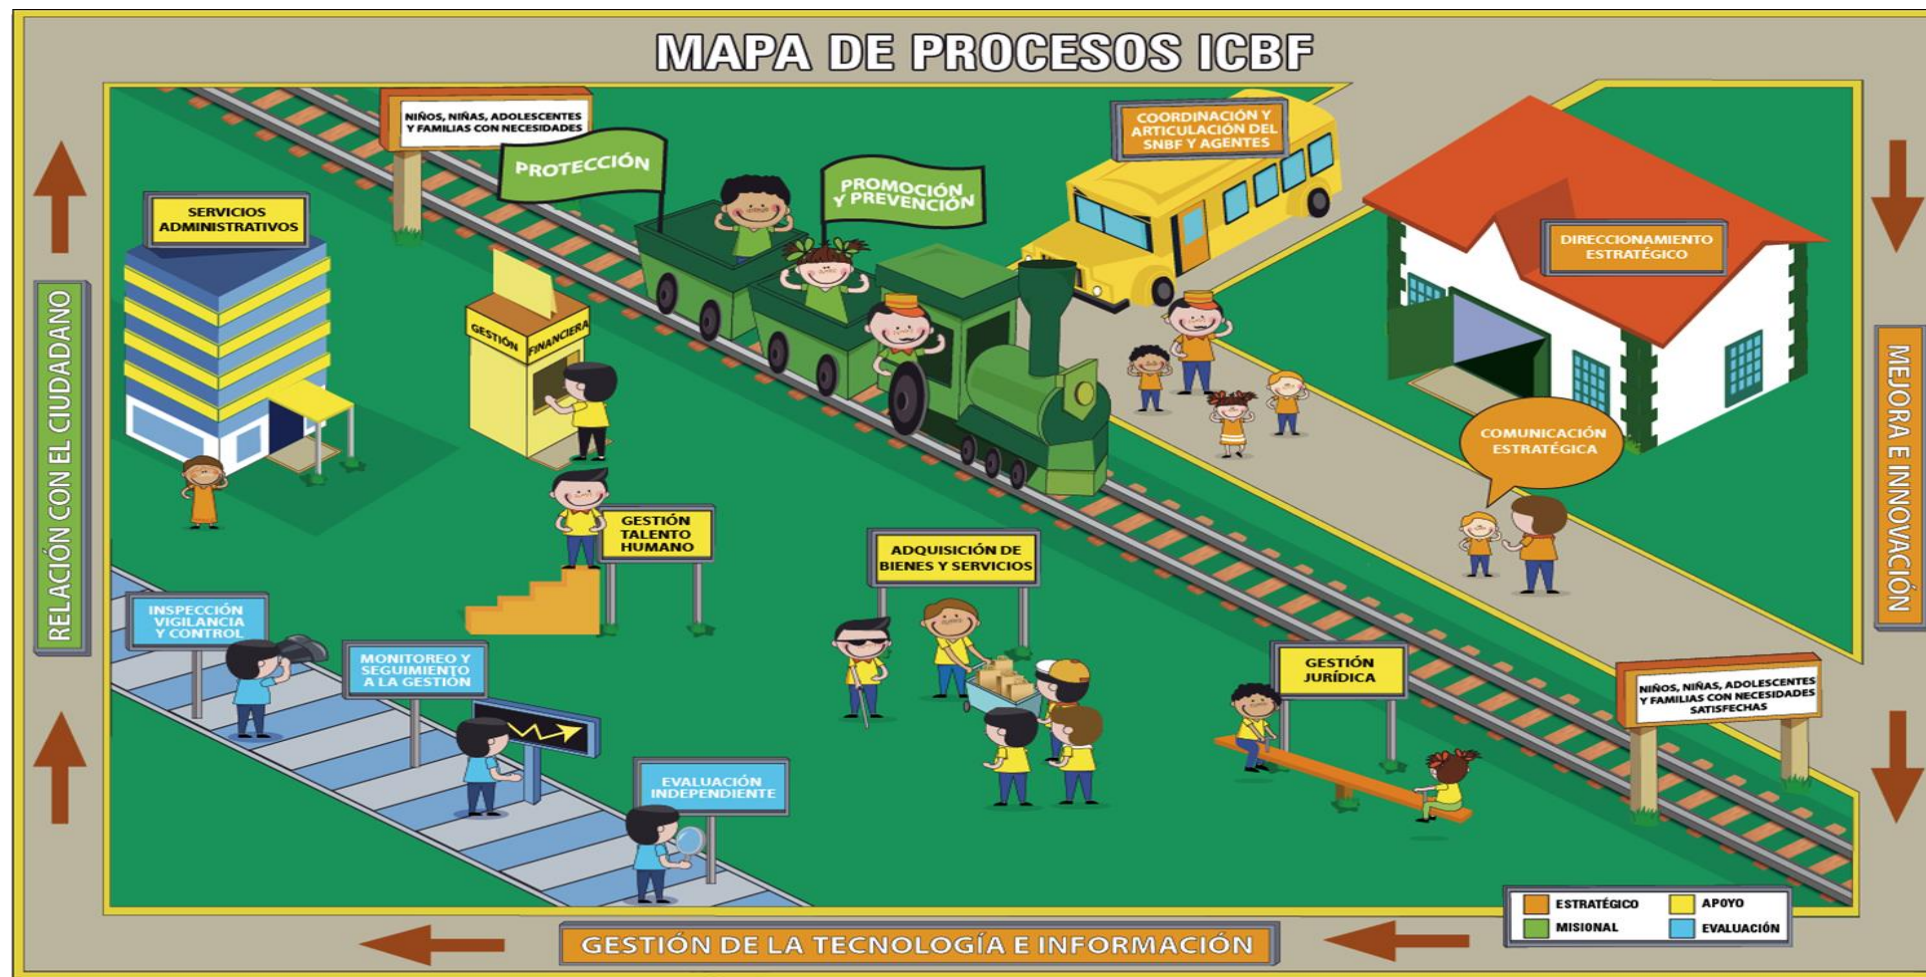 MAPA DE PROCESOS ICBF
NIÑOS, NIÑAS, ADOLESCENTES
Y FAMILIAS CON NECESIDADES
PROTECCIÓN
PROMOCIÓN
Y PREVENCIÓN
COORDINACIÓN Y
ARTICULACIÓN DEL
SNBF Y AGENTES
SERVICIOS
ADMINISTRATIVOS
DIRECCIONAMIENTO
ESTRATÉGICO
GESTIÓN FINANCIERA
RELACIÓN CON EL CIUDADANO
MEJORA E INNOVACIÓN
COMUNICACIÓN
ESTRATÉGICA
GESTIÓN
TALENTO
HUMANO
ADQUISICIÓN DE
BIENES Y SERVICIOS
INSPECCIÓN
VIGILANCIA
Y CONTROL
MONITOREO Y
SEGUIMIENTO
A LA GESTIÓN
GESTIÓN
JURÍDICA
NIÑOS, NIÑAS, ADOLESCENTES
Y FAMILIAS CON NECESIDADES
SATISFECHAS
EVALUACIÓN
INDEPENDIENTE
ESTRATÉGICO
APOYO
MISIONAL
EVALUACIÓN
GESTIÓN DE LA TECNOLOGÍA E INFORMACIÓN